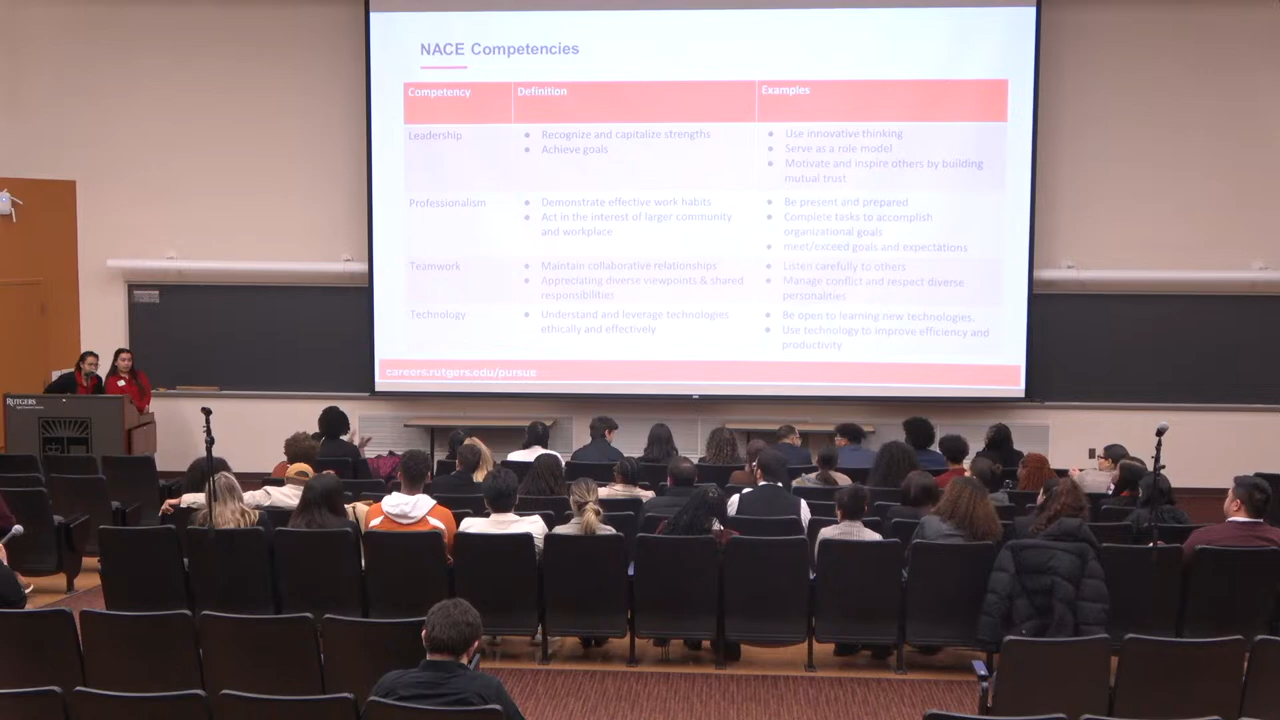 NACE Competencies
Competency Definition Examples
Leadership
● Recognize and capitalize strengths
● Achieve goals
● Use innovative thinking
● Serve as a role model
● Motivate and inspire others by building
mutual trust
Professionalism
● Demonstrate effective work habits
● Act in the interest of larger community
and workplace
● Be present and prepared
● Complete tasks to accomplish
organizational goals
● meet/exceed goals and expectations
Teamwork
● Maintain collaborative relationships
● Appreciating diverse viewpoints & shared
responsibilities
● Listen carefully to others
● Manage conflict and respect diverse
personalities
Technology
● Understand and leverage technologies
ethically and effectively
● Be open to learning new technologies.
● Use technology to improve efficiency and
productivity
careers.rutgers.edu/pursue
RUTGERS